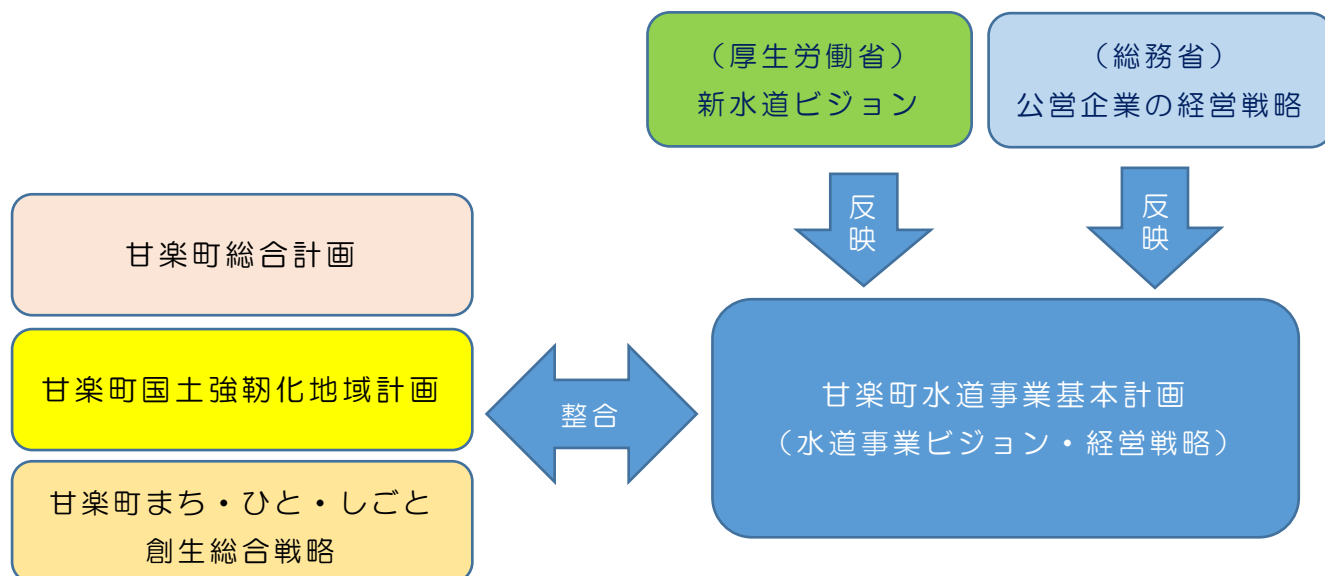 （厚生労働省）
新水道ビジョン
（総務省）
公営企業の経営戦略
反
映
反
映
甘楽町総合計画
甘楽町国土強靭化地域計画
甘楽町まち・ひと・しごと
創生総合戦略
整合
甘楽町水道事業基本計画
（水道事業ビジョン・経営戦略）